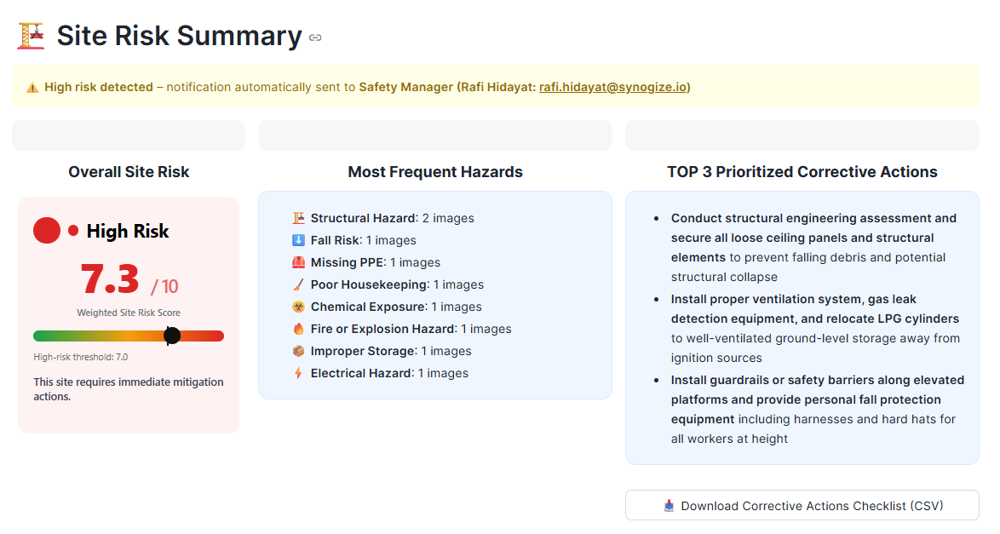 Site Risk Summary
High risk detected – notification automatically sent to Safety Manager (Rafi Hidayat: rafi.hidayat@synogize.io)
Overall Site Risk
High Risk
7.3 / 10
Weighted Site Risk Score
High-risk threshold: 7.0
This site requires immediate mitigation
actions.
Most Frequent Hazards
Structural Hazard: 2 images
Fall Risk: 1 images
Missing PPE: 1 images
Poor Housekeeping: 1 images
Chemical Exposure: 1 images
Fire or Explosion Hazard: 1 images
Improper Storage: 1 images
Electrical Hazard: 1 images
TOP 3 Prioritized Corrective Actions
Conduct structural engineering assessment and
secure all loose ceiling panels and structural
elements to prevent falling debris and potential
structural collapse
Install proper ventilation system, gas leak
detection equipment, and relocate LPG cylinders
to well-ventilated ground-level storage away from
ignition sources
Install guardrails or safety barriers along elevated
platforms and provide personal fall protection
equipment including harnesses and hard hats for
all workers at height
Download Corrective Actions Checklist (CSV)